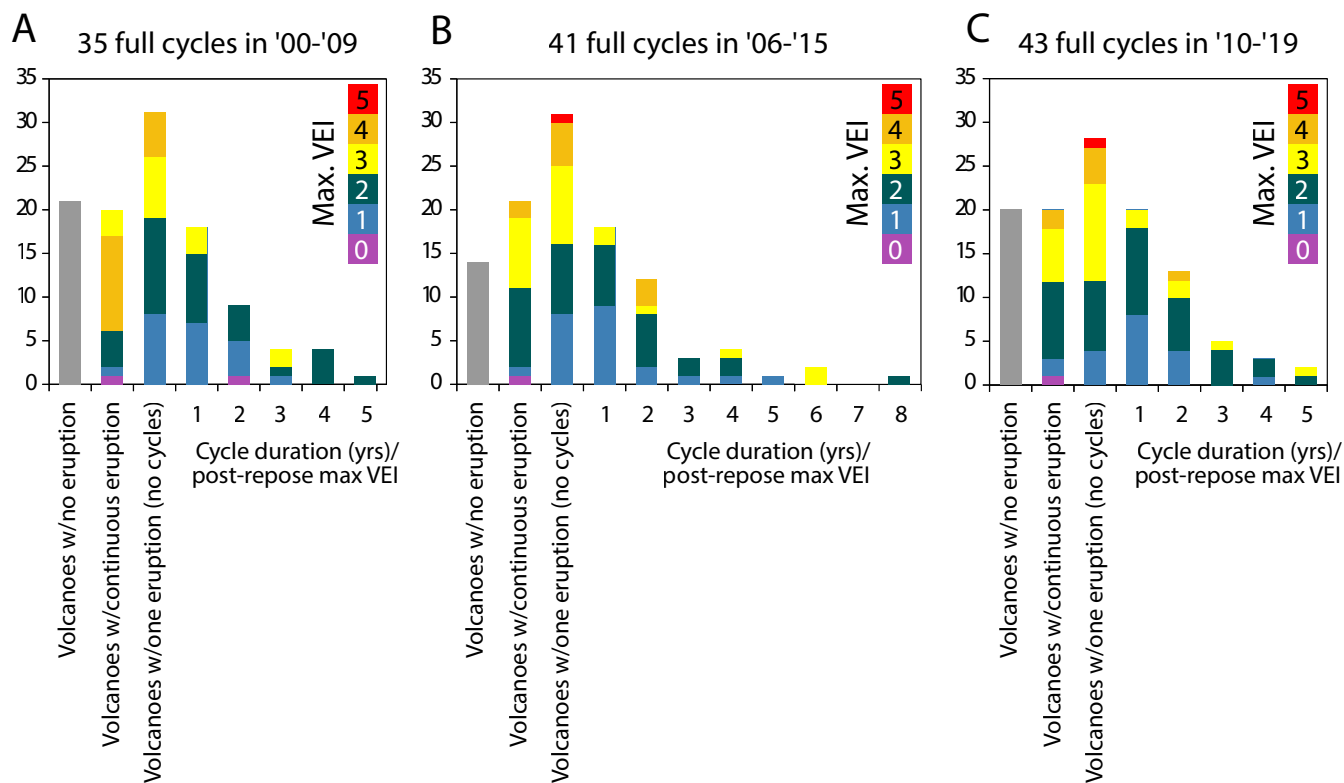 A
35 full cycles in '00-'09
35
30
25
20
15
10
5
0
Max. VEI
5
4
3
2
1
0
Volcanoes w/no eruption
Volcanoes w/continuous eruption
Volcanoes w/one eruption (no cycles)
1 2 3 4 5
Cycle duration (yrs)/
post-repose max VEI
B
41 full cycles in '06-'15
35
30
25
20
15
10
5
0
Max. VEI
5
4
3
2
1
0
Volcanoes w/no eruption
Volcanoes w/continuous eruption
Volcanoes w/one eruption (no cycles)
1 2 3 4 5 6 7 8
Cycle duration (yrs)/
post-repose max VEI
C
43 full cycles in '10-'19
35
30
25
20
15
10
5
0
Max. VEI
5
4
3
2
1
0
Volcanoes w/no eruption
Volcanoes w/continuous eruption
Volcanoes w/one eruption (no cycles)
1 2 3 4 5
Cycle duration (yrs)/
post-repose max VEI